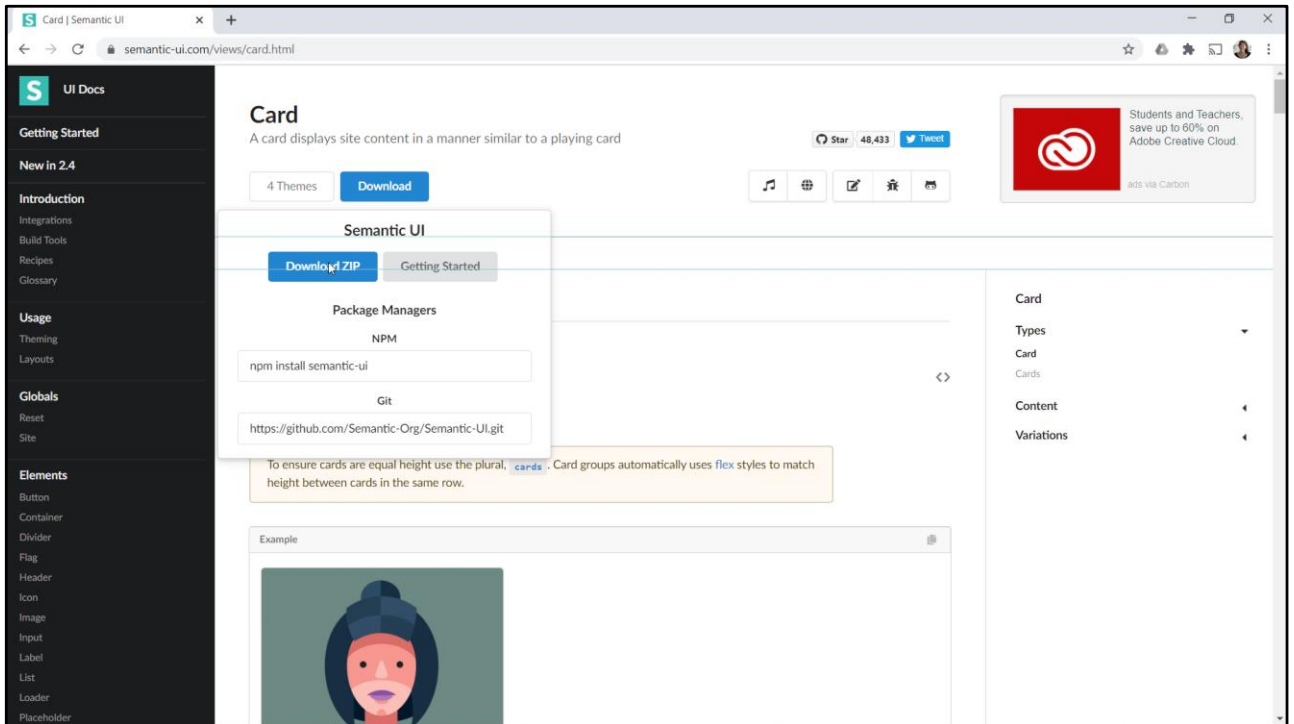 S Card | Semantic UI
semantic-ui.com/views/card.html
S UI Docs
Getting Started
New in 2.4
Introduction
Integrations
Build Tools
Recipes
Glossary
Usage
Theming
Layouts
Globals
Reset
Site
Elements
Button
Container
Divider
Flag
Header
Icon
Image
Input
Label
List
Loader
Placeholder
Card
A card displays site content in a manner similar to a playing card
Star 48,433 Tweet
4 Themes Download
Semantic UI
Download ZIP Getting Started
Package Managers
NPM
npm install semantic-ui
Git
https://github.com/Semantic-Org/Semantic-UI.git
To ensure cards are equal height use the plural, cards . Card groups automatically uses flex styles to match
height between cards in the same row.
Example
Students and Teachers,
save up to 60% on
Adobe Creative Cloud.
ads via Carbon
Card
Types
Card
Cards
Content
Variations